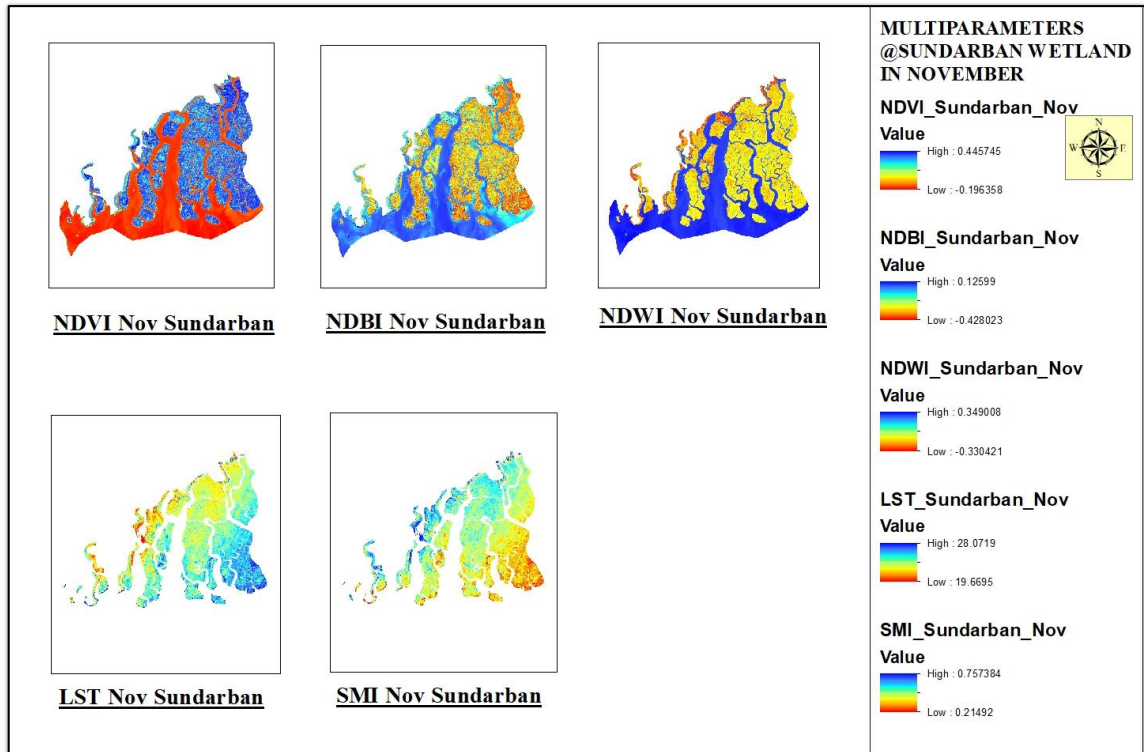 MULTIPARAMETERS
@SUNDARBAN WETLAND
IN NOVEMBER
NDVI_Sundarban_Nov
Value
High : 0.445745
Low : -0.196358
N
W E
S
NDBI_Sundarban_Nov
Value
High : 0.12599
Low : -0.428023
NDWI_Sundarban_Nov
Value
High : 0.349008
Low : -0.330421
LST_Sundarban_Nov
Value
High : 28.0719
Low : 19.6695
SMI_Sundarban_Nov
Value
High : 0.757384
Low : 0.21492
NDVI Nov Sundarban
NDBI Nov Sundarban
NDWI Nov Sundarban
LST Nov Sundarban
SMI Nov Sundarban